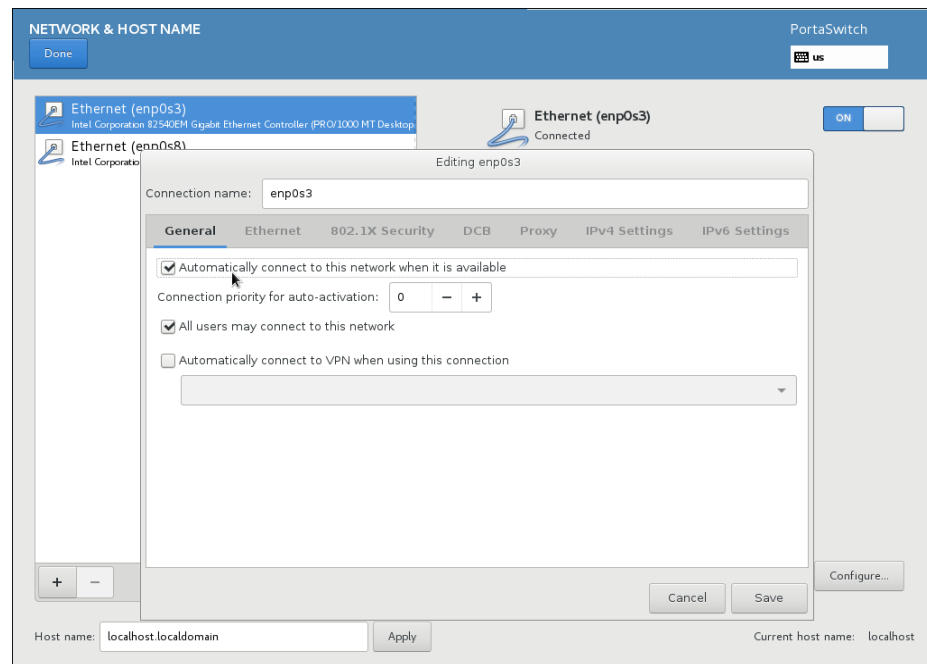 NETWORK & HOST NAME
PortaSwitch
Done
us
Ethernet (enp0s3)
Intel Corporation 82540EM Gigabit Ethernet Controller (PRO/1000 MT Desktop
Ethernet (enp0s3)
Connected
ON
Ethernet (enp0s8)
Intel Corporatio
Editing enp0s3
Connection name: enp0s3
General Ethernet 802.1X Security DCB Proxy IPv4 Settings IPv6 Settings
Automatically connect to this network when it is available
Connection priority for auto-activation: 0 − +
All users may connect to this network
Automatically connect to VPN when using this connection
+ −
Configure...
Cancel Save
Host name: localhost.localdomain Apply Current host name: localhost